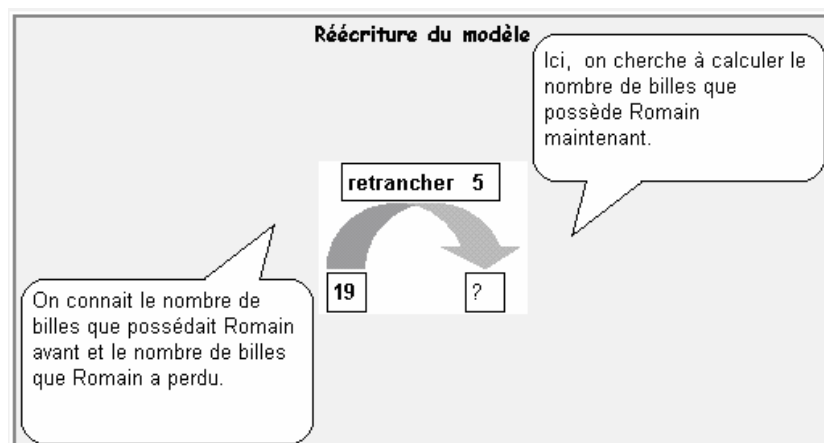 Réécriture du modèle
Ici, on cherche à calculer le
nombre de billes que
possède Romain
maintenant.
retrancher 5
19
?
On connait le nombre de
billes que possédait Romain
avant et le nombre de billes
que Romain a perdu.